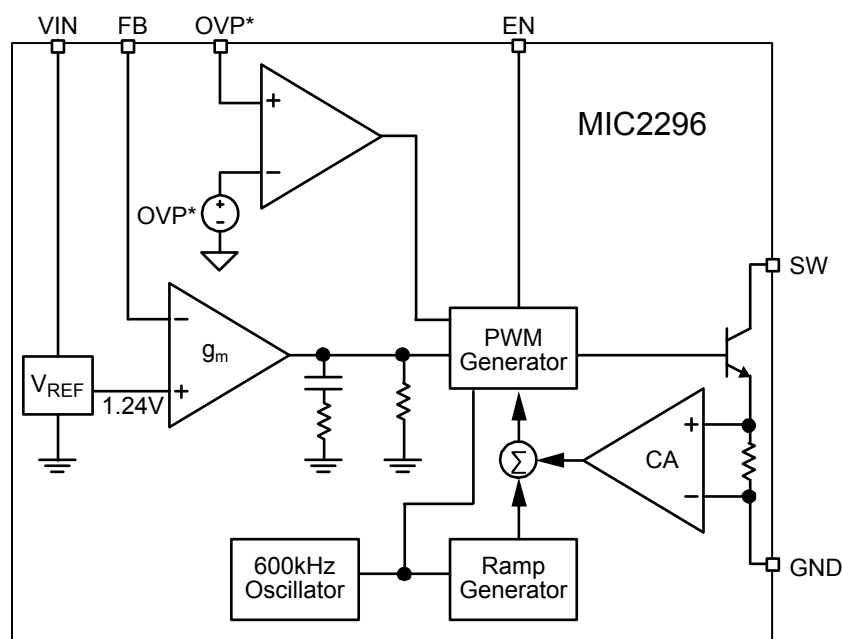 VIN FB OVP* EN
MIC2296
+
−
OVP*
+
−
SW
PWM
Generator
−
gm
VREF
+
1.24V
+
CA
−
Σ
600kHz
Oscillator
Ramp
Generator
GND